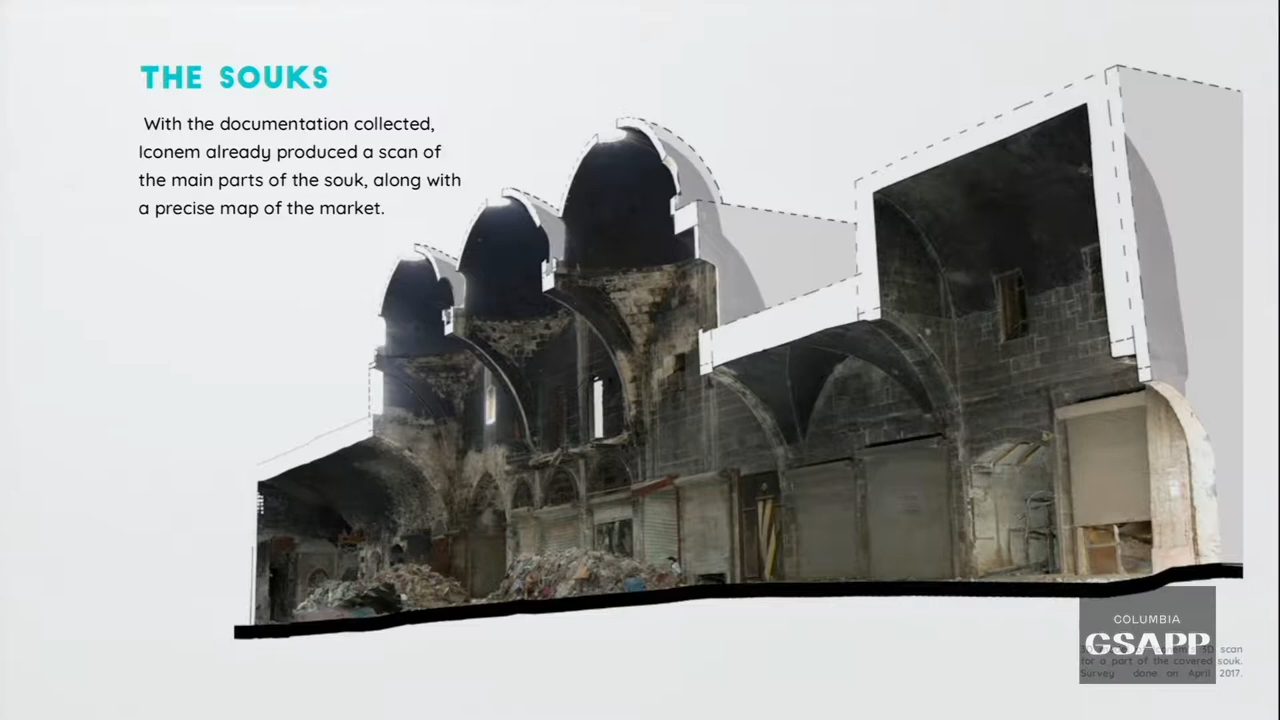 THE SOUKS
With the documentation collected,
Iconem already produced a scan of
the main parts of the souk, along with
a precise map of the market.
COLUMBIA
GSAPP
3D scan
for a part of the covered souk.
Survey done on April 2017.